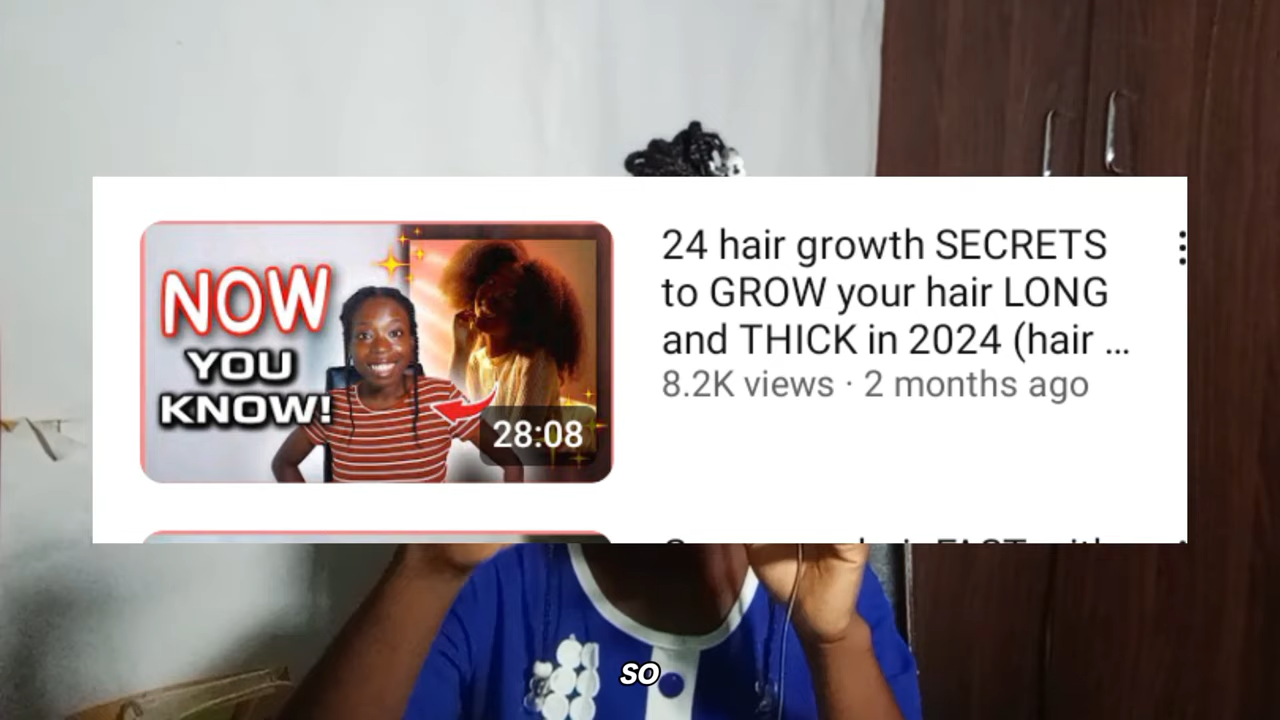 NOW
YOU
KNOW!
28:08
24 hair growth SECRETS
to GROW your hair LONG
and THICK in 2024 (hair ...
8.2K views · 2 months ago
SO